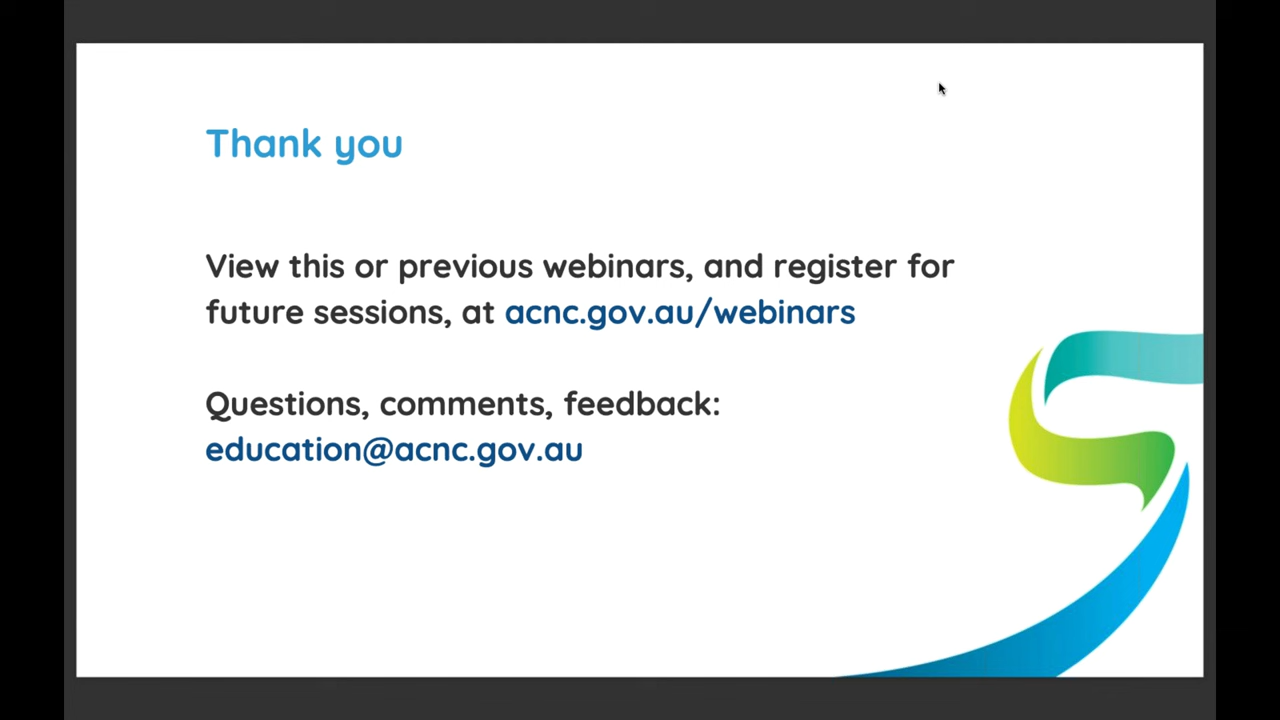 Thank you
View this or previous webinars, and register for
future sessions, at acnc.gov.au/webinars
Questions, comments, feedback:
education@acnc.gov.au